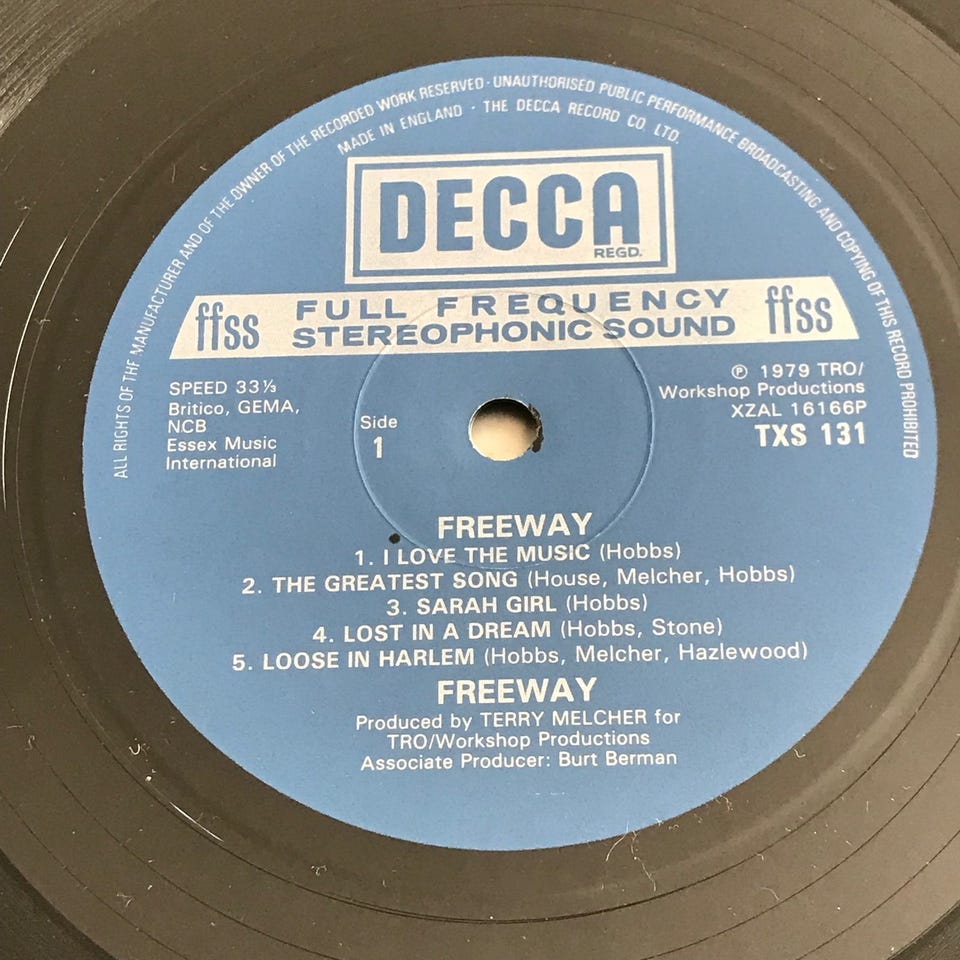 ALL RIGHTS OF THE MANUFACTURER AND OF THE OWNER OF THE RECORDED WORK RESERVED · UNAUTHORISED PUBLIC PERFORMANCE BROADCASTING AND COPYING OF THIS RECORD PROHIBITED
MADE IN ENGLAND · THE DECCA RECORD CO. LTD.
DECCA
REGD.
ffss FULL FREQUENCY ffss
STEREOPHONIC SOUND
SPEED 33⅓
Britico, GEMA,
NCB
Essex Music
International
Side
1
℗ 1979 TRO/
Workshop Productions
XZAL 16166P
TXS 131
FREEWAY
1. I LOVE THE MUSIC (Hobbs)
2. THE GREATEST SONG (House, Melcher, Hobbs)
3. SARAH GIRL (Hobbs)
4. LOST IN A DREAM (Hobbs, Stone)
5. LOOSE IN HARLEM (Hobbs, Melcher, Hazlewood)
FREEWAY
Produced by TERRY MELCHER for
TRO/Workshop Productions
Associate Producer: Burt Berman